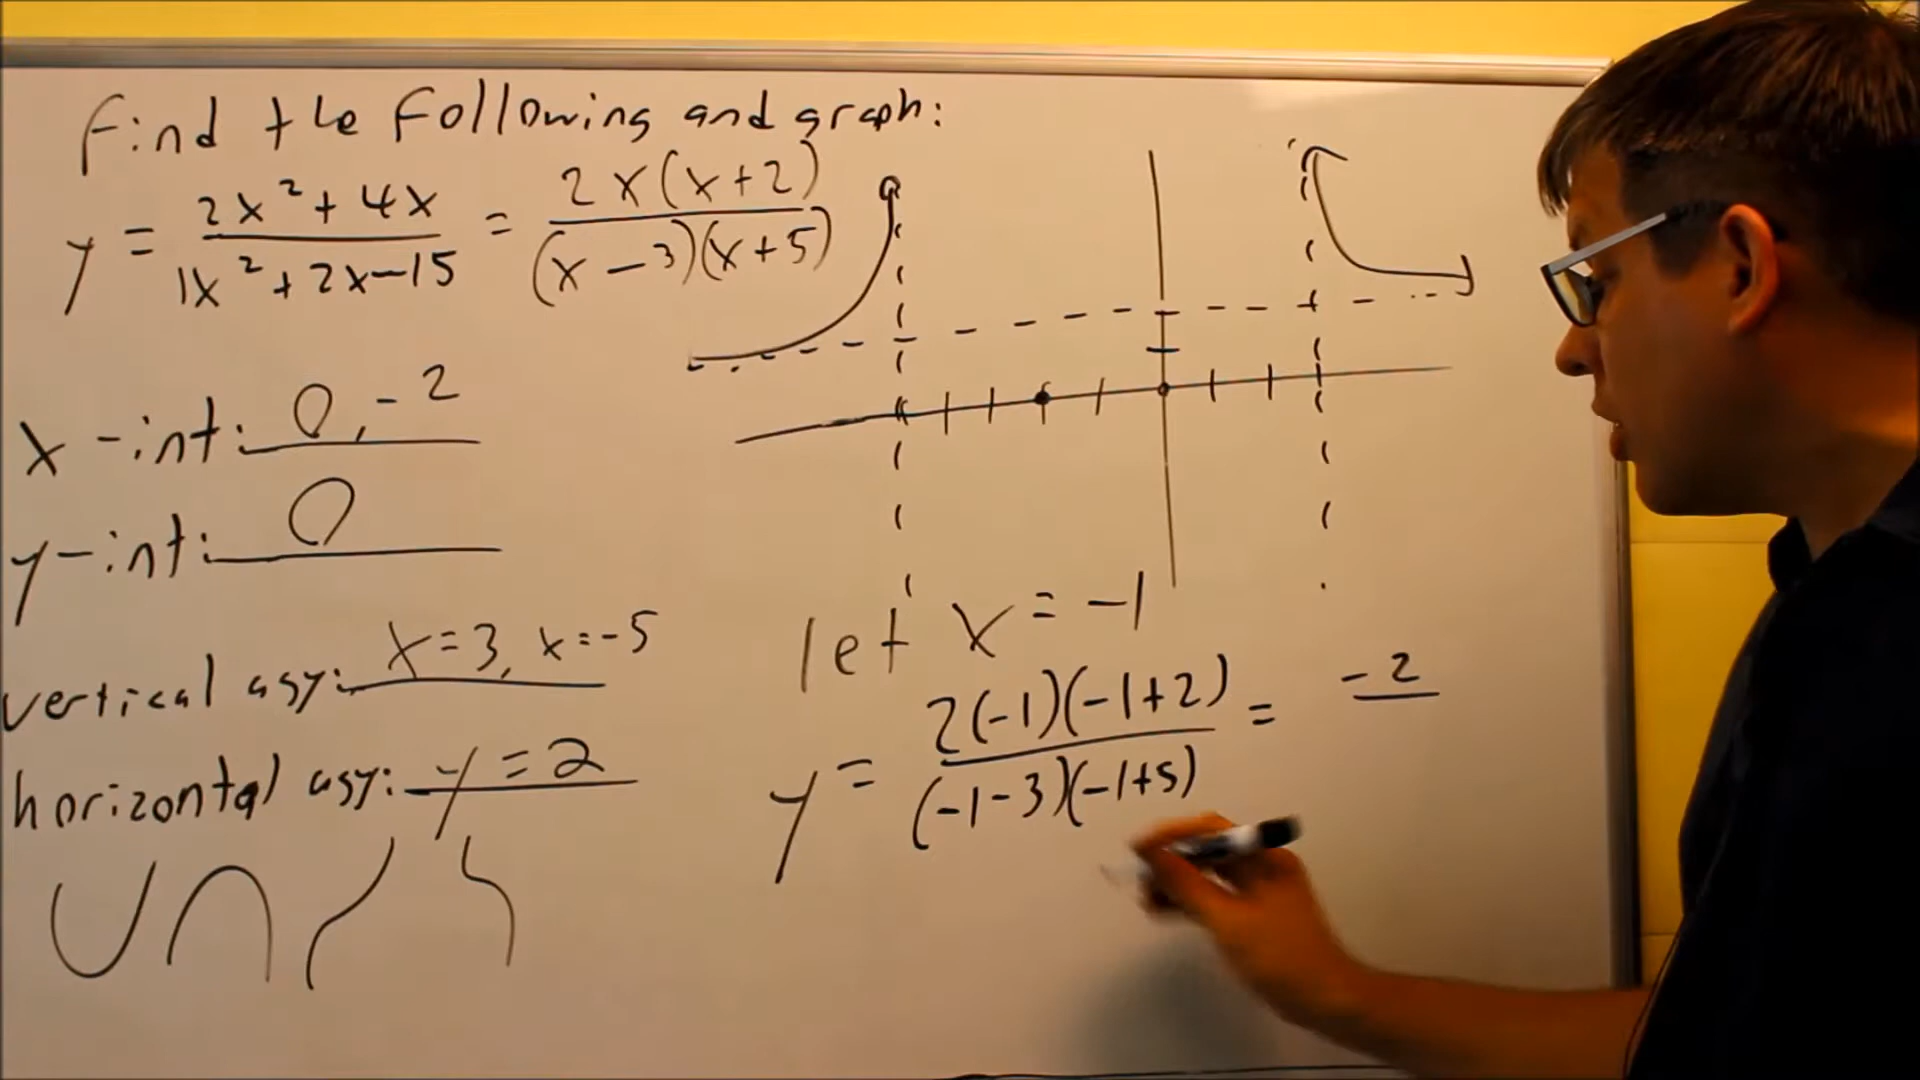 Find the following and graph:
y = 2x² + 4x / 1x² + 2x - 15 = 2x(x+2) / (x-3)(x+5)
x-int: 0, -2
y-int: 0
vertical asy: x = 3, x = -5
horizontal asy: y = 2
let x = -1
y = 2(-1)(-1+2) / (-1-3)(-1+5) = -2 /